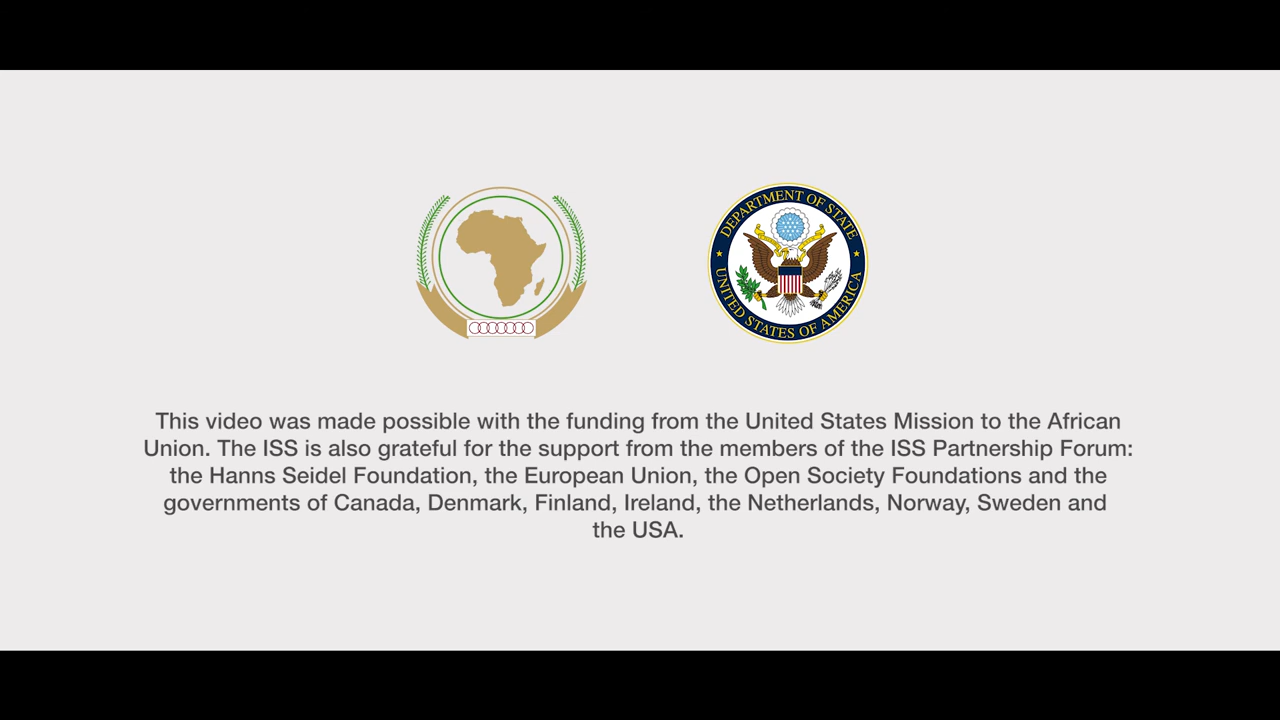 DEPARTMENT OF STATE
UNITED STATES OF AMERICA
This video was made possible with the funding from the United States Mission to the African
Union. The ISS is also grateful for the support from the members of the ISS Partnership Forum:
the Hanns Seidel Foundation, the European Union, the Open Society Foundations and the
governments of Canada, Denmark, Finland, Ireland, the Netherlands, Norway, Sweden and
the USA.